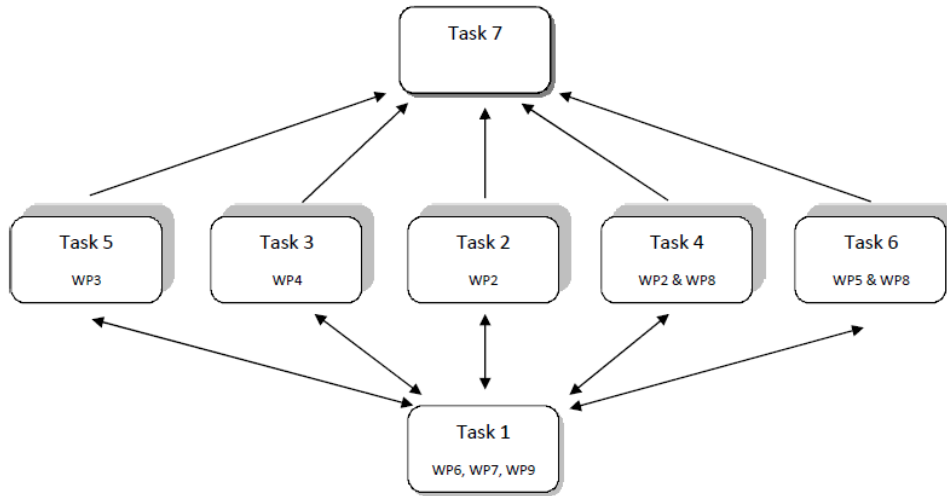 Task 7
Task 5
WP3
Task 3
WP4
Task 2
WP2
Task 4
WP2 & WP8
Task 6
WP5 & WP8
Task 1
WP6, WP7, WP9